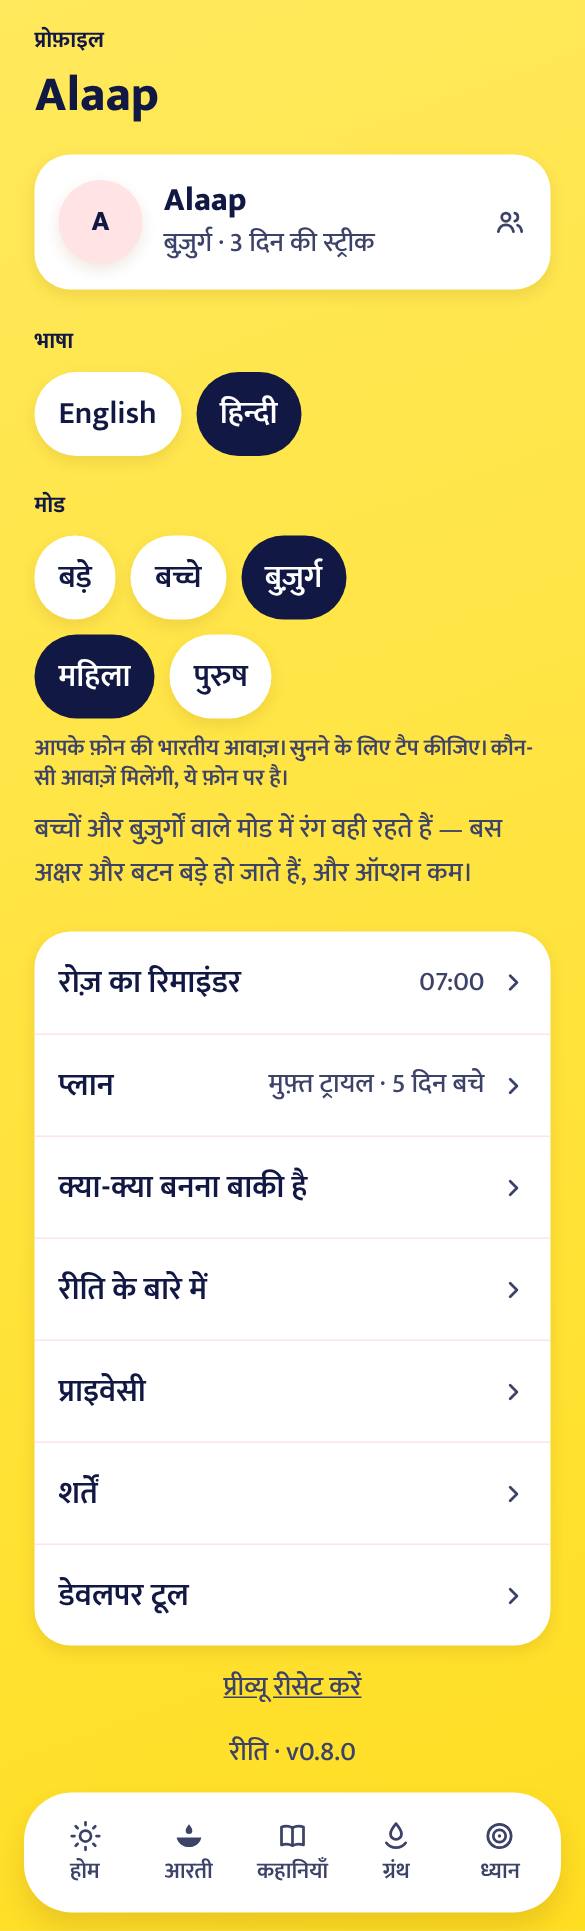 प्रोफ़ाइल
Alaap
A
Alaap
बुज़ुर्ग · 3 दिन की स्ट्रीक
भाषा
English
हिन्दी
मोड
बड़े
बच्चे
बुज़ुर्ग
महिला
पुरुष
आपके फ़ोन की भारतीय आवाज़। सुनने के लिए टैप कीजिए। कौन-
सी आवाज़ें मिलेंगी, ये फ़ोन पर है।
बच्चों और बुज़ुर्गों वाले मोड में रंग वही रहते हैं — बस
अक्षर और बटन बड़े हो जाते हैं, और ऑप्शन कम।
रोज़ का रिमाइंडर 07:00
प्लान मुफ़्त ट्रायल · 5 दिन बचे
क्या-क्या बनना बाकी है
रीति के बारे में
प्राइवेसी
शर्तें
डेवलपर टूल
प्रीव्यू रीसेट करें
रीति · v0.8.0
होम
आरती
कहानियाँ
ग्रंथ
ध्यान